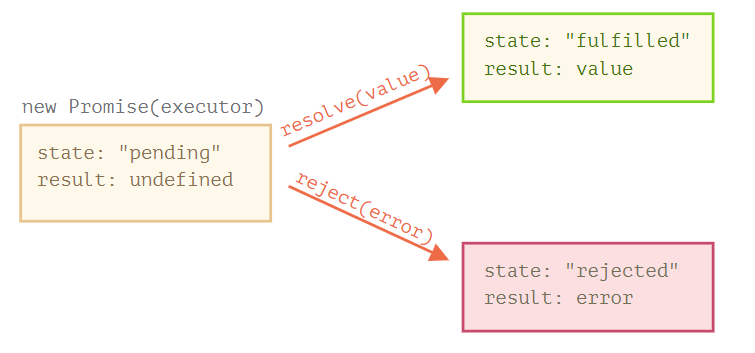 new Promise(executor)
state: "pending"
result: undefined
resolve(value)
reject(error)
state: "fulfilled"
result: value
state: "rejected"
result: error